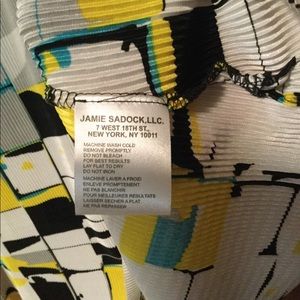 JAMIE SADOCK.LLC.
7 WEST 18TH ST.,
NEW YORK, NY 10011
MACHINE WASH COLD
REMOVE PROMPTLY
DO NOT BLEACH
FOR BEST RESULTS
LAY FLAT TO DRY
DO NOT IRON
MACHINE LAVER A FROID
ENLEVE PROMPTEMENT
NE PAS BLANCHIR
POUR MEILLEURES RESULTATS
LAISSER SECHER A PLAT
NE PAS REPASSER